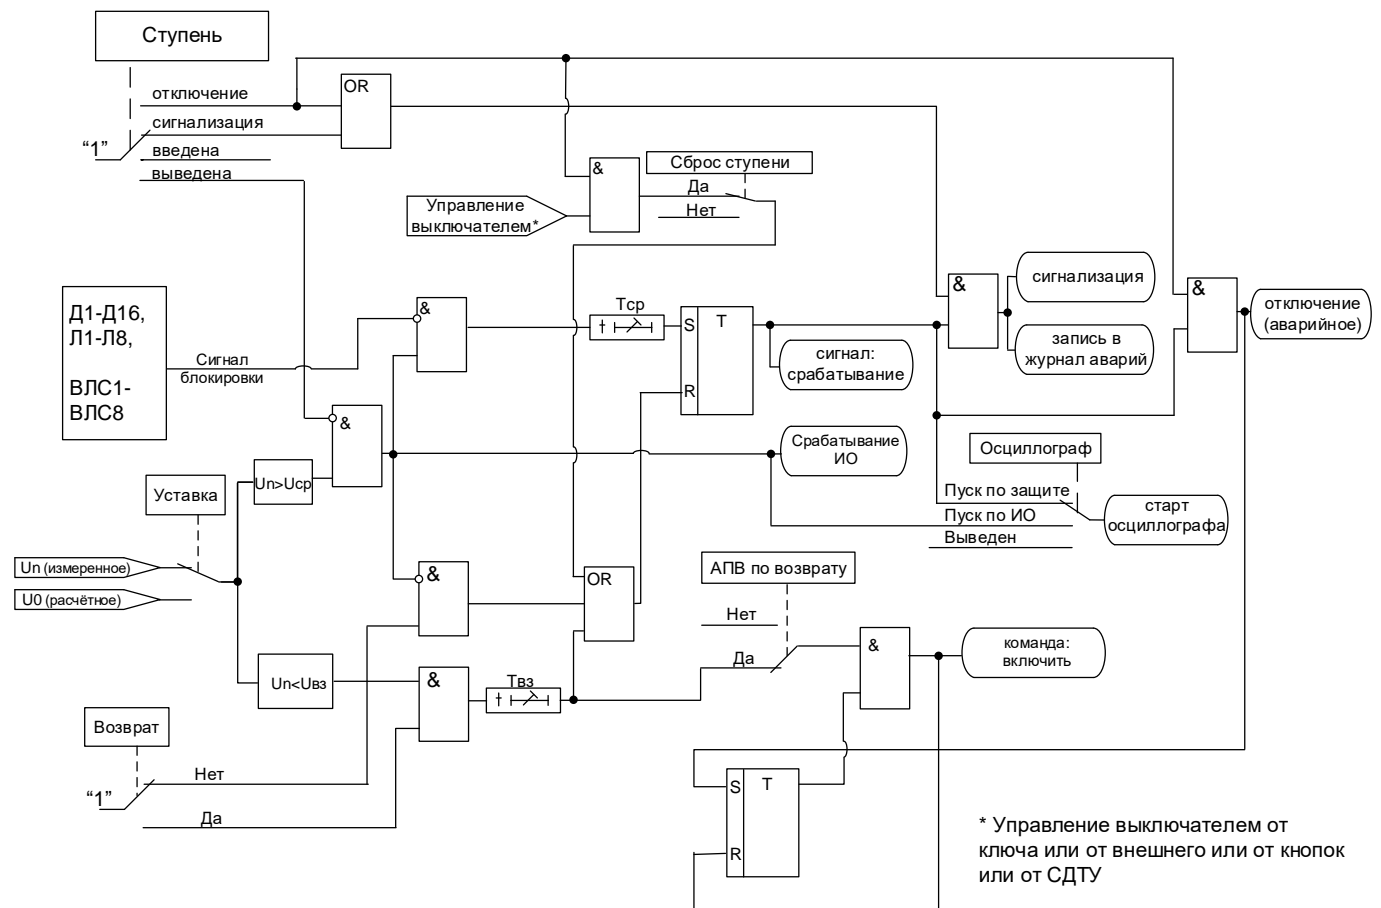 Ступень
отключение
OR
сигнализация
“1”
введена
выведена
&
Сброс ступени
Да
Нет
Управление
выключателем*
Д1-Д16,
Л1-Л8,
ВЛС1-
ВЛС8
Сигнал
блокировки
&
Tср
S
T
R
&
сигнализация
запись в
журнал аварий
&
отключение
(аварийное)
сигнал:
срабатывание
&
Срабатывание
ИО
Осциллограф
Пуск по защите
Пуск по ИО
Выведен
старт
осциллографа
Уставка
Un>Uср
Un (измеренное)
U0 (расчётное)
&
OR
АПВ по возврату
Нет
Да
&
команда:
включить
Un<Uвз
&
Tвз
Возврат
“1”
Нет
Да
S
T
R
* Управление выключателем от
ключа или от внешнего или от кнопок
или от СДТУ